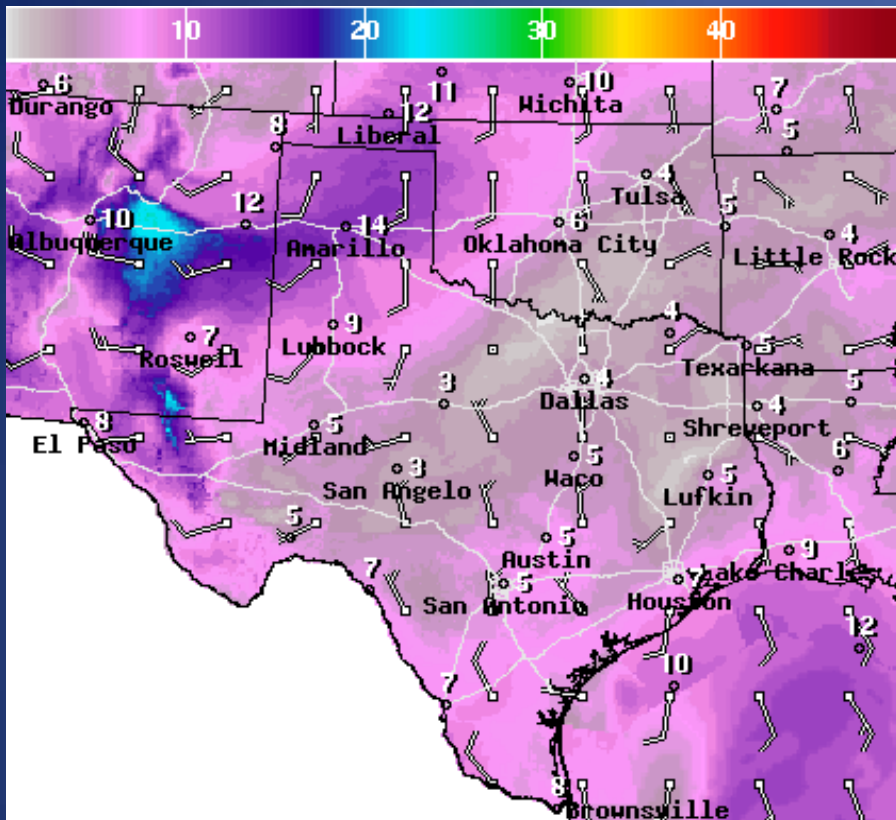 10 20 30 40
6 11 10 7
Durango Wichita
12
Liberal
8 5
4
Tulsa
10 12 14 6 5 4
Albuquerque Amarillo Oklahoma City Little Rock
7 9 4 5
Roswell Lubbock Texarkana
3 4 5
Dallas
8 5 4
El Paso Midland Shreveport
3 5 5 6
San Angelo Waco Lufkin
5 5 9
Austin Lake Charles
7 5 7
San Antonio Houston
12
10
7
8
Brownsville